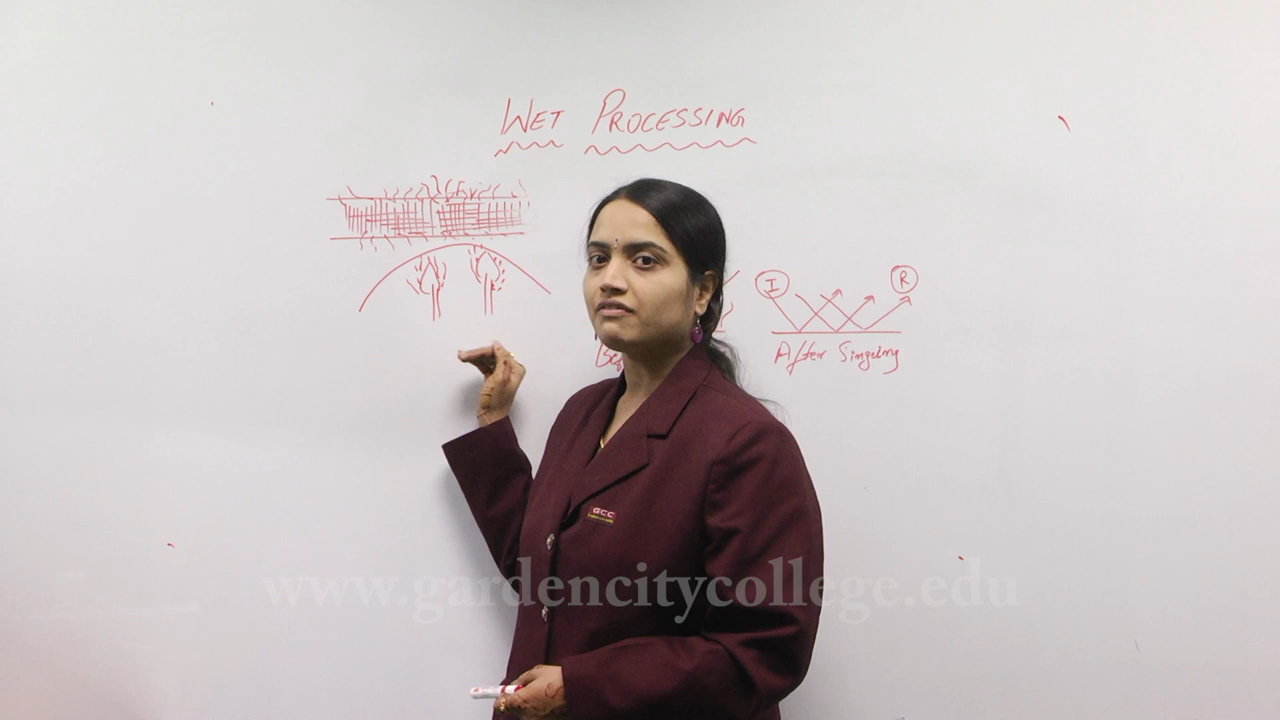 WET PROCESSING
I
R
After Singeing
GCC
www.gardencitycollege.edu